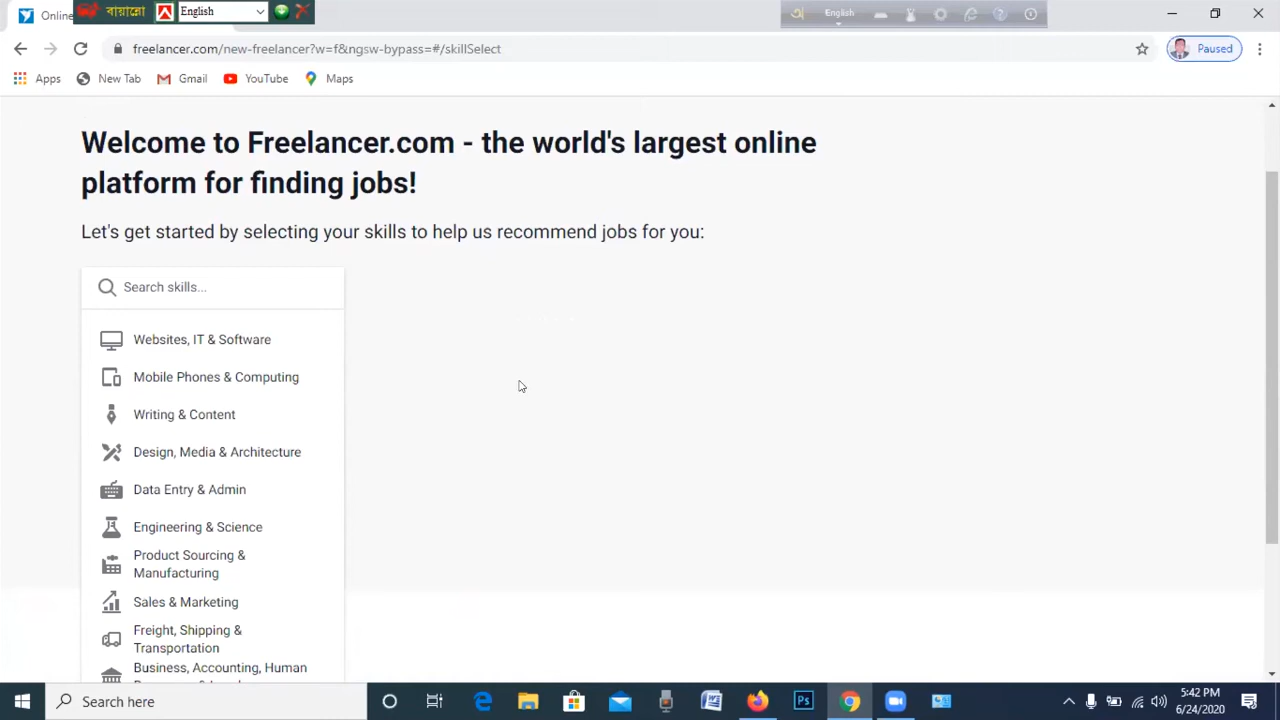 Online
বায়ান্নো
English
English
freelancer.com/new-freelancer?w=f&ngsw-bypass=#/skillSelect
Paused
Apps
New Tab
Gmail
YouTube
Maps
Welcome to Freelancer.com - the world's largest online
platform for finding jobs!
Let's get started by selecting your skills to help us recommend jobs for you:
Search skills...
Websites, IT & Software
Mobile Phones & Computing
Writing & Content
Design, Media & Architecture
Data Entry & Admin
Engineering & Science
Product Sourcing &
Manufacturing
Sales & Marketing
Freight, Shipping &
Transportation
Business, Accounting, Human
Search here
Ps
5:42 PM
6/24/2020